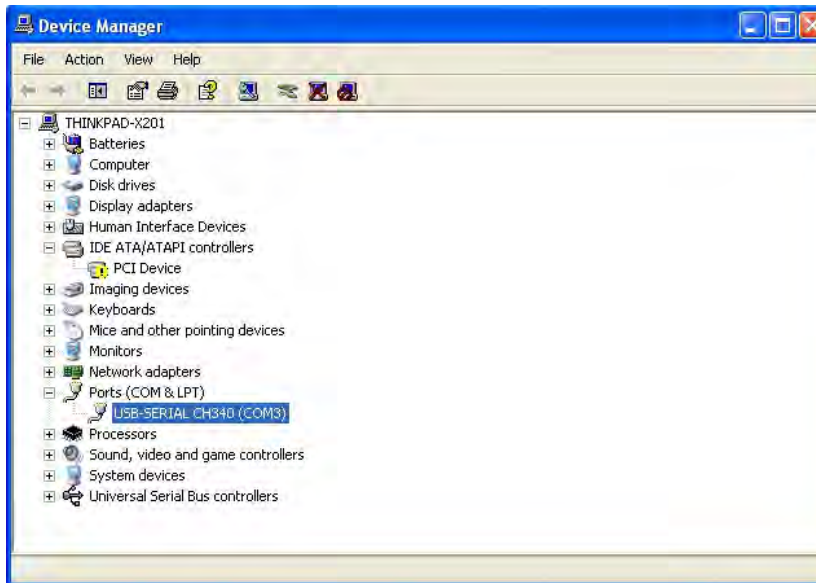 Device Manager
File Action View Help
THINKPAD-X201
Batteries
Computer
Disk drives
Display adapters
Human Interface Devices
IDE ATA/ATAPI controllers
PCI Device
Imaging devices
Keyboards
Mice and other pointing devices
Monitors
Network adapters
Ports (COM & LPT)
USB-SERIAL CH340 (COM3)
Processors
Sound, video and game controllers
System devices
Universal Serial Bus controllers